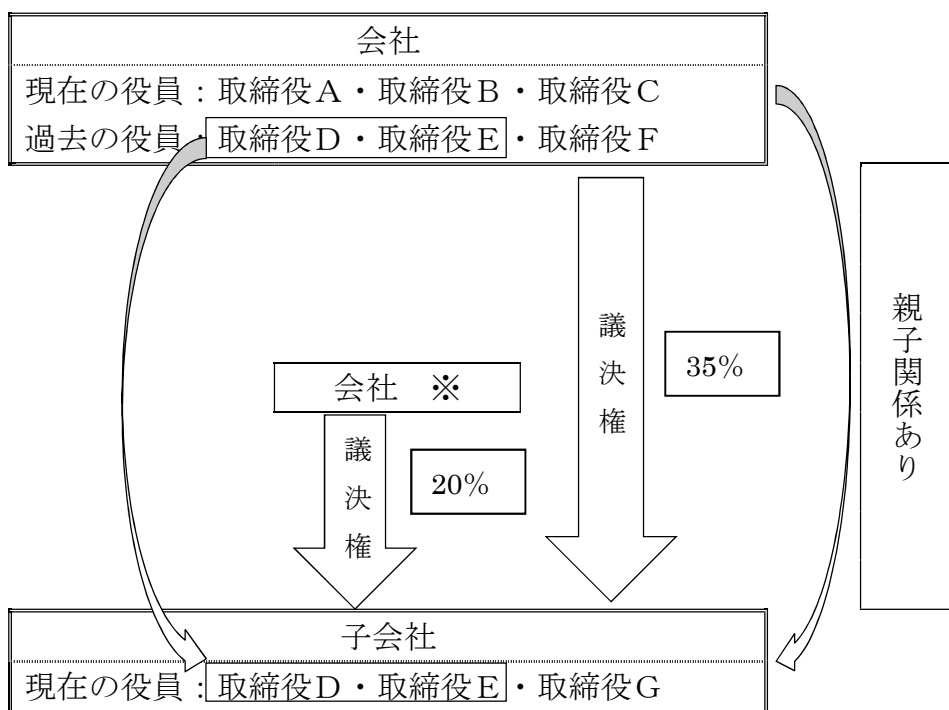 会社
現在の役員：取締役A・取締役B・取締役C
過去の役員：取締役D・取締役E・取締役F
議決権
35%
親子関係あり
会社　※
議決権
20%
子会社
現在の役員：取締役D・取締役E・取締役G